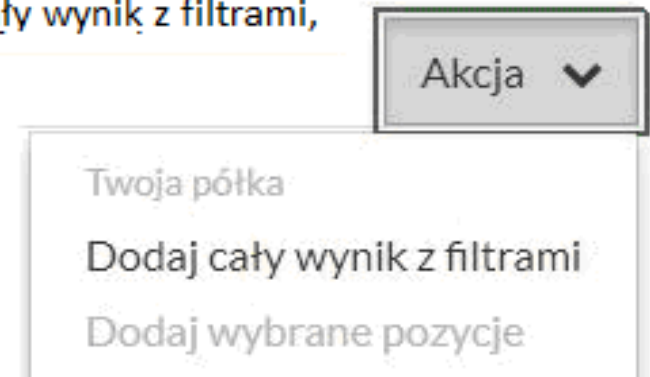 ły wynik z filtrami,
Akcja
Twoja półka
Dodaj cały wynik z filtrami
Dodaj wybrane pozycje